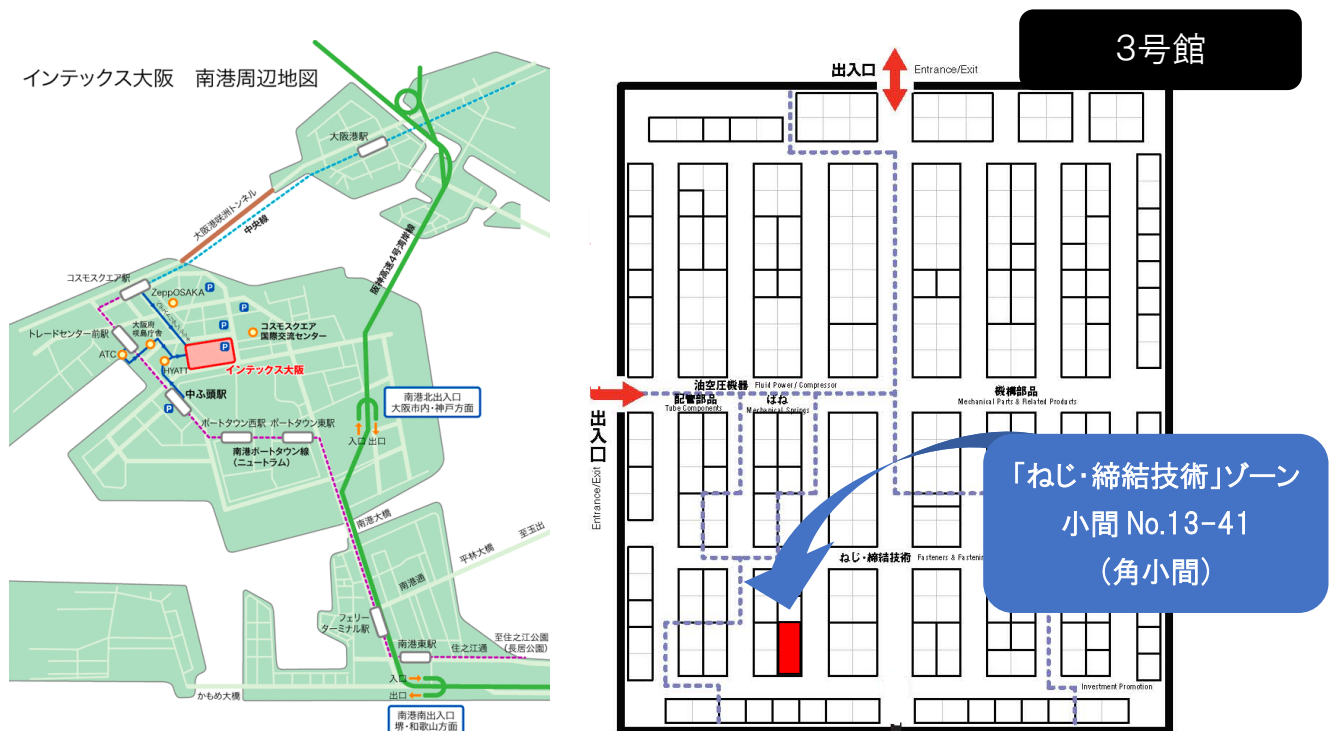 インテックス大阪　南港周辺地図
大阪港駅
大阪港咲洲トンネル
中央線
阪神高速4号湾岸線
コスモスクエア駅
ZeppOSAKA
P
P
P
P
P
コスモスクエア
国際交流センター
トレードセンター前駅
大阪府
咲島庁舎
ATC
HYATT
インテックス大阪
中ふ頭駅
南港北出入口
大阪市内・神戸方面
入口 出口
ポートタウン西駅 ポートタウン東駅
南港ポートタウン線
(ニュートラム)
南港大橋
至玉出
平林大橋
南港通
フェリー
ターミナル駅
南港東駅
住之江通
至住之江公園
(長居公園)
入口
出口
かもめ大橋
南港南出入口
堺・和歌山方面
3号館
出入口
Entrance/Exit
油空圧機器 Fluid Power/Compressor
配管部品
Tube Components
ばね
Mechanical Springs
機構部品
Mechanical Parts & Related Products
出入口
Entrance/Exit
ねじ・締結技術 Fasteners &
「ねじ・締結技術」ゾーン
小間 No.13-41
(角小間)
Investment Promotion